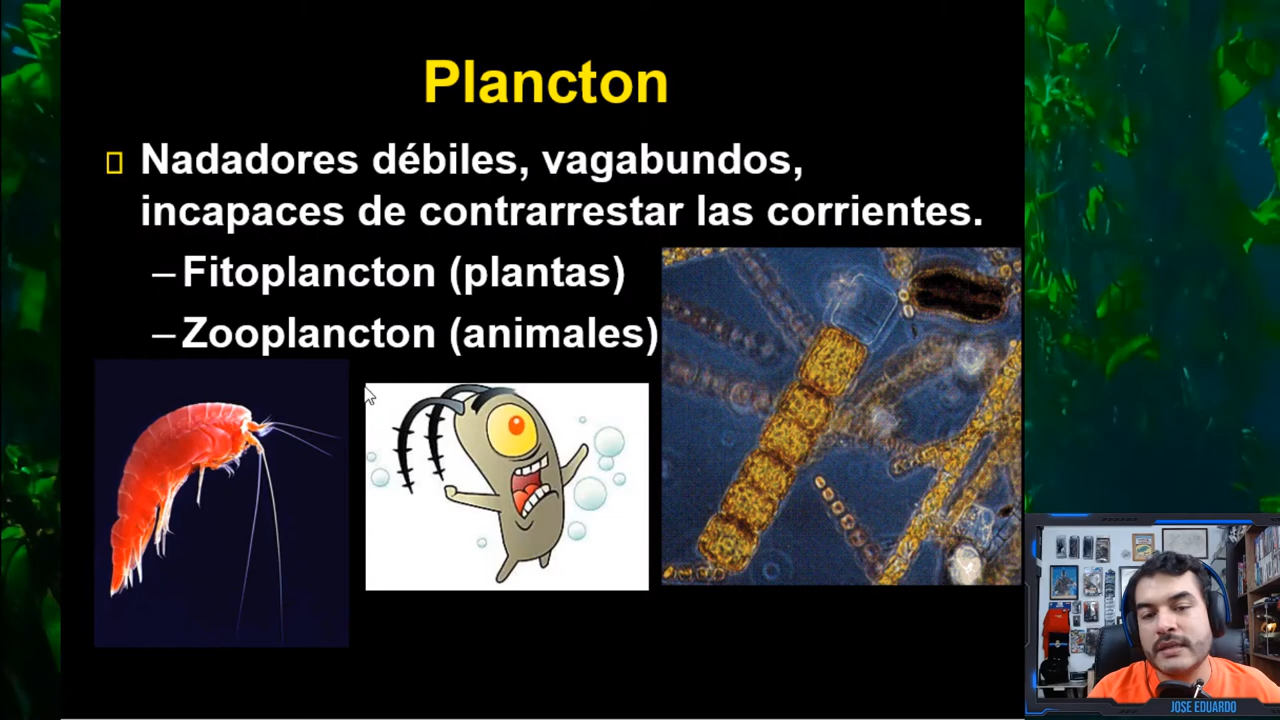 Plancton
Nadadores débiles, vagabundos,
incapaces de contrarrestar las corrientes.
–Fitoplancton (plantas)
–Zooplancton (animales)
JOSE EDUARDO